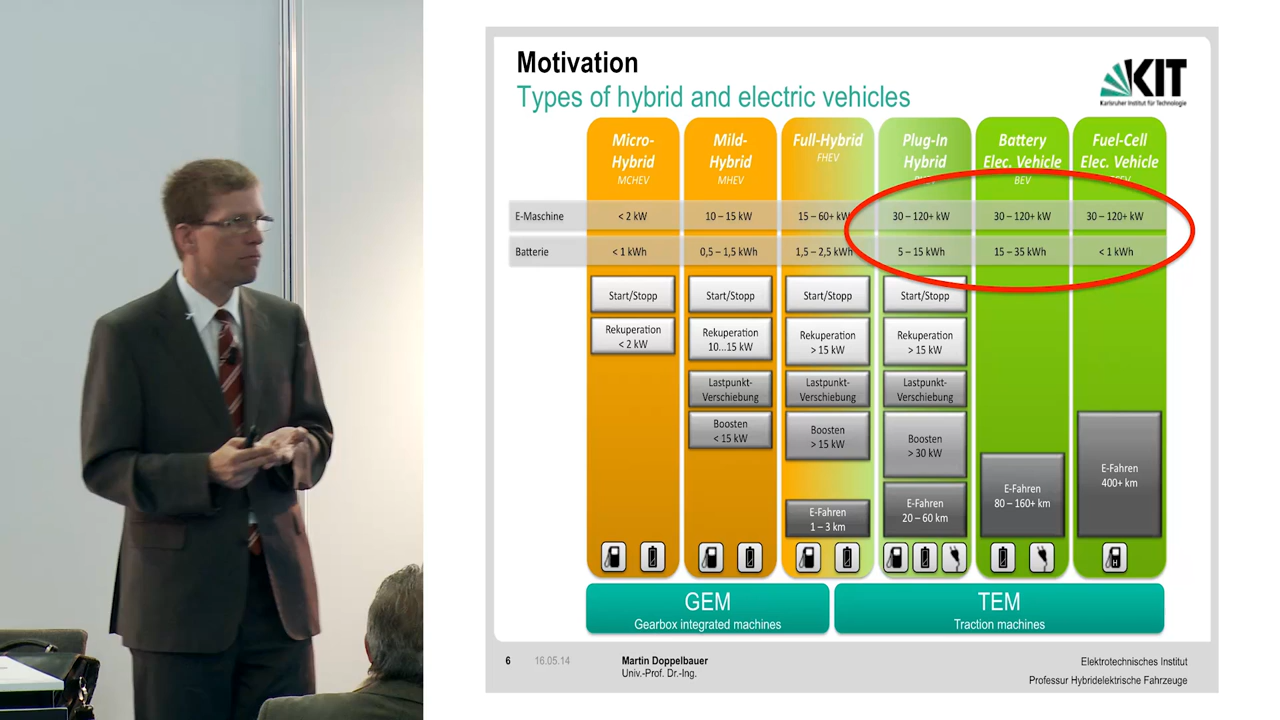 Motivation
Types of hybrid and electric vehicles
KIT
Karlsruher Institut für Technologie
Micro-
Hybrid
MCHEV
Mild-
Hybrid
MHEV
Full-Hybrid
FHEV
Plug-In
Hybrid
Battery
Elec. Vehicle
BEV
Fuel-Cell
Elec. Vehicle
E-Maschine
< 2 kW
10 – 15 kW
15 – 60+ kW
30 – 120+ kW
30 – 120+ kW
30 – 120+ kW
Batterie
< 1 kWh
0,5 – 1,5 kWh
1,5 – 2,5 kWh
5 – 15 kWh
15 – 35 kWh
< 1 kWh
Start/Stopp
Start/Stopp
Start/Stopp
Start/Stopp
Rekuperation
< 2 kW
Rekuperation
10...15 kW
Rekuperation
> 15 kW
Rekuperation
> 15 kW
Lastpunkt-
Verschiebung
Lastpunkt-
Verschiebung
Lastpunkt-
Verschiebung
Boosten
< 15 kW
Boosten
> 15 kW
Boosten
> 30 kW
E-Fahren
1 – 3 km
E-Fahren
20 – 60 km
E-Fahren
80 – 160+ km
E-Fahren
400+ km
H
GEM
Gearbox integrated machines
TEM
Traction machines
6
16.05.14
Martin Doppelbauer
Univ.-Prof. Dr.-Ing.
Elektrotechnisches Institut
Professur Hybridelektrische Fahrzeuge